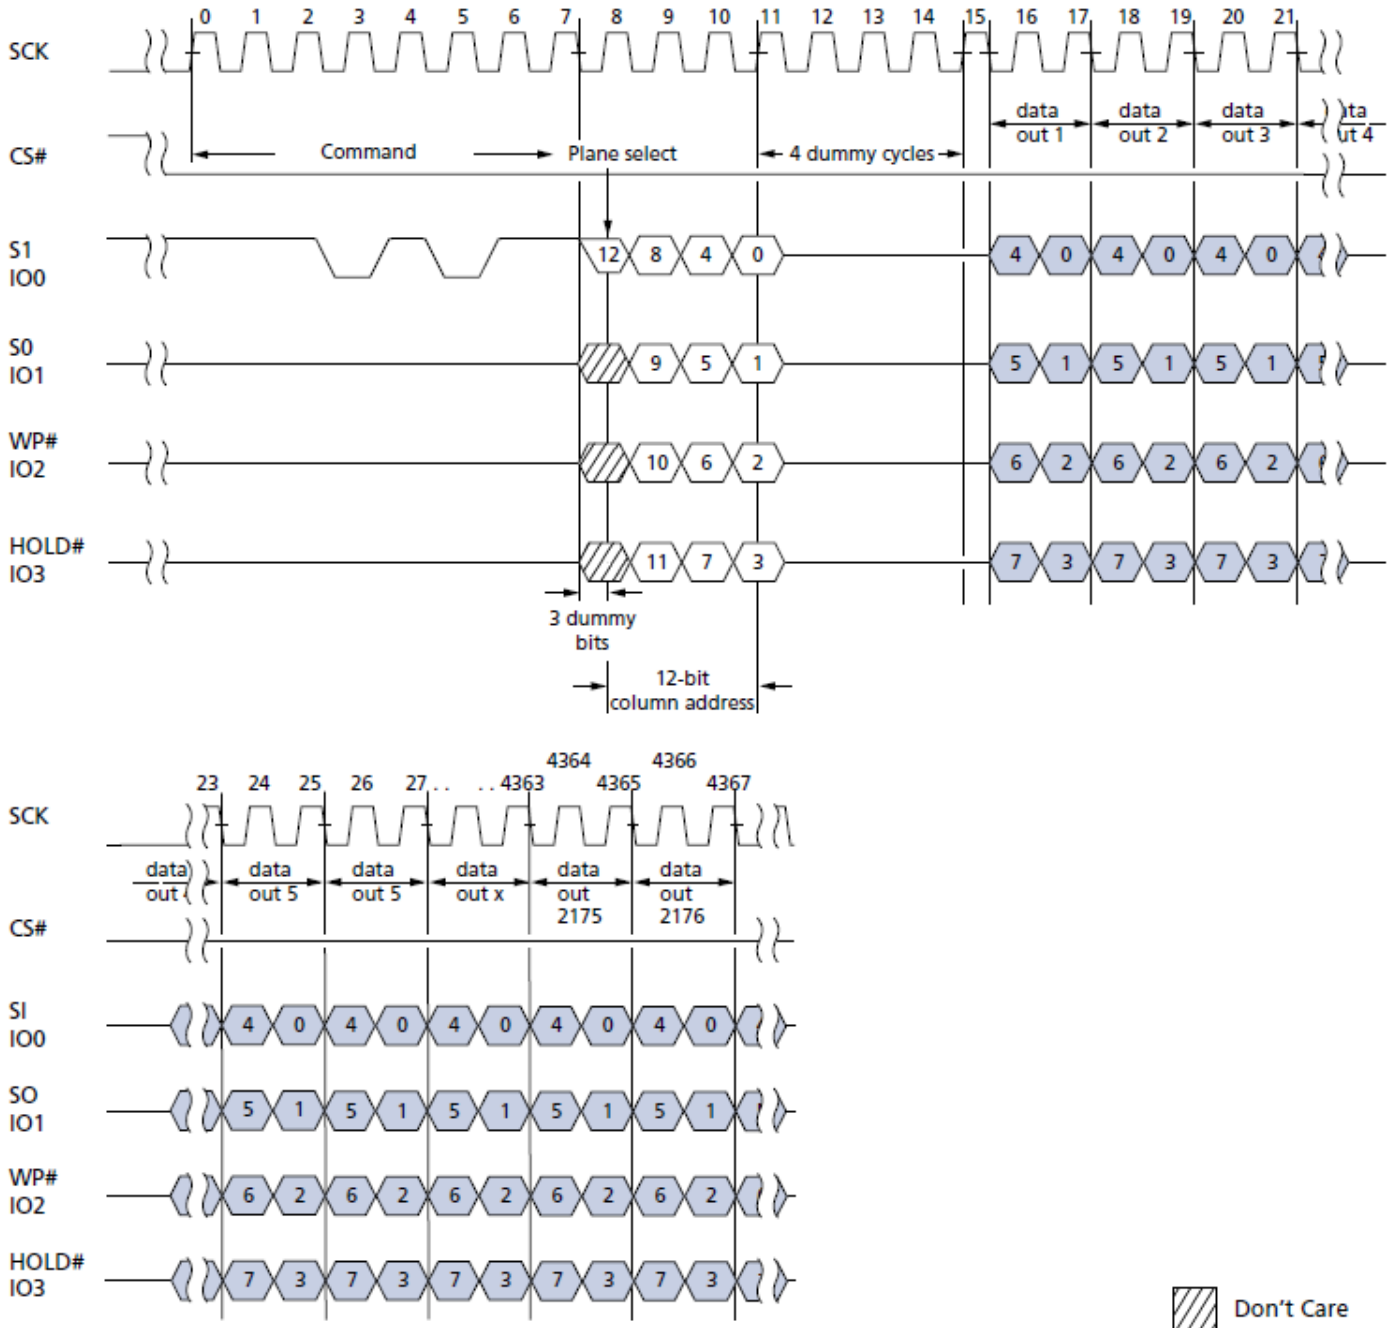 0 1 2 3 4 5 6 7 8 9 10 11 12 13 14 15 16 17 18 19 20 21
SCK
data out 1
data out 2
data out 3
ata ut 4
CS#
Command
Plane select
4 dummy cycles
S1
IO0
12 8 4 0 4 0 4 0 4 0
S0
IO1
9 5 1 5 1 5 1 5 1
WP#
IO2
10 6 2 6 2 6 2 6 2
HOLD#
IO3
11 7 3 7 3 7 3 7 3
3 dummy
bits
12-bit
column address
4364 4366
23 24 25 26 27 . . . . 4363 4365 4367
SCK
data out
data out 5
data out 5
data out x
data out 2175
data out 2176
CS#
SI
IO0
4 0 4 0 4 0 4 0 4 0
SO
IO1
5 1 5 1 5 1 5 1 5 1
WP#
IO2
6 2 6 2 6 2 6 2 6 2
HOLD#
IO3
7 3 7 3 7 3 7 3 7 3
Don't Care